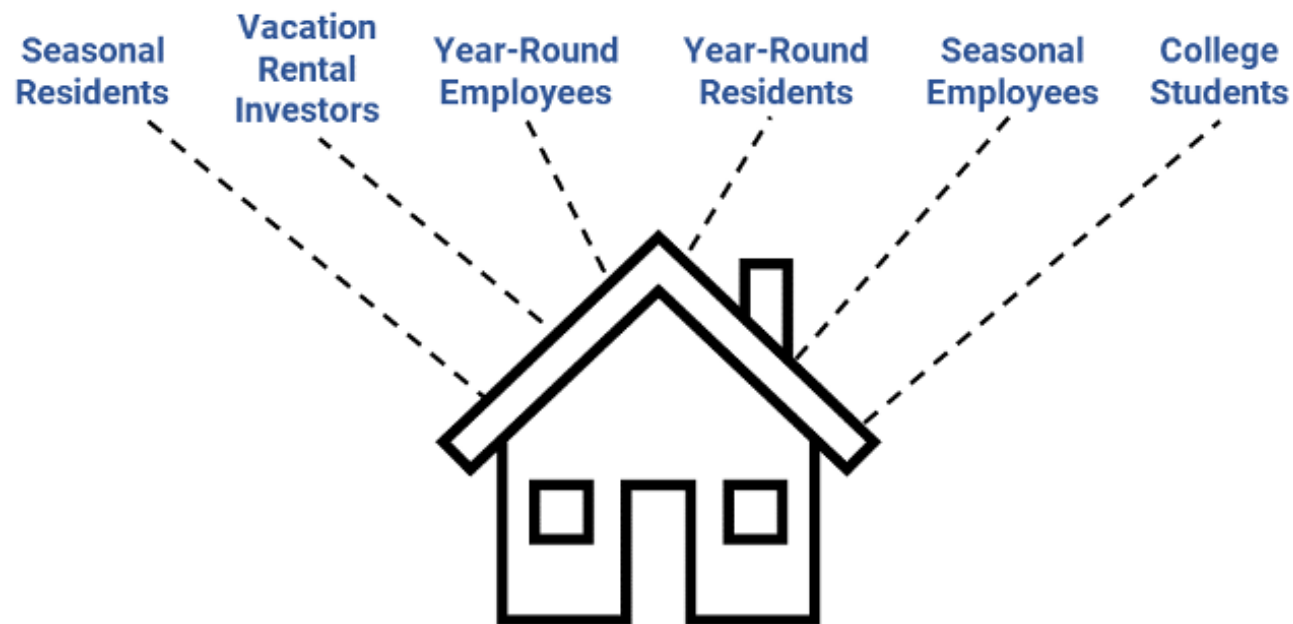 Seasonal
Residents
Vacation
Rental
Investors
Year-Round
Employees
Year-Round
Residents
Seasonal
Employees
College
Students